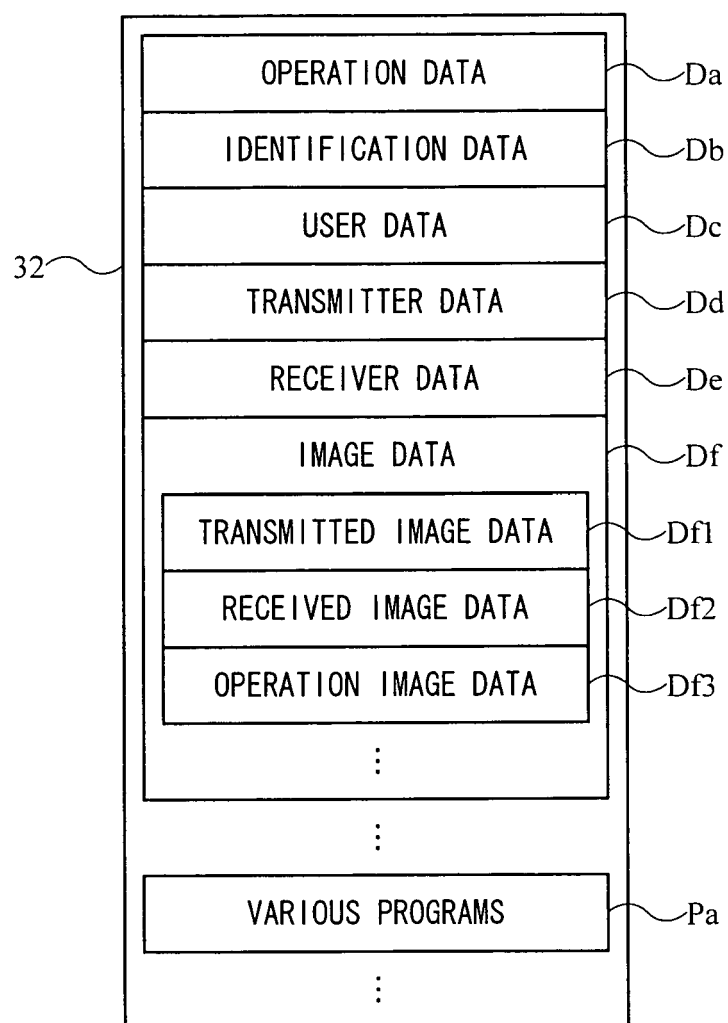 OPERATION DATA Da
IDENTIFICATION DATA Db
USER DATA Dc
32
TRANSMITTER DATA Dd
RECEIVER DATA De
IMAGE DATA Df
TRANSMITTED IMAGE DATA Df1
RECEIVED IMAGE DATA Df2
OPERATION IMAGE DATA Df3
⋮
⋮
VARIOUS PROGRAMS Pa
⋮